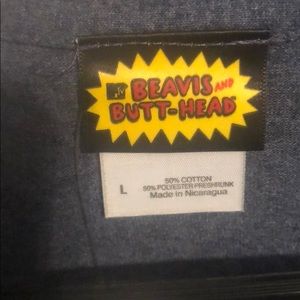 MTV BEAVIS AND
BUTT-HEAD
L
50% COTTON
50% POLYESTER PRESHRUNK
Made in Nicaragua